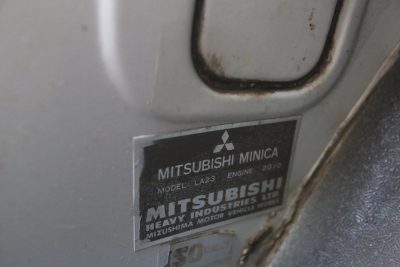 MITSUBISHI MINICA
MODEL LA23 ENGINE 2G10
MITSUBISHI
HEAVY INDUSTRIES LTD.
MIZUSHIMA MOTOR VEHICLE WORKS